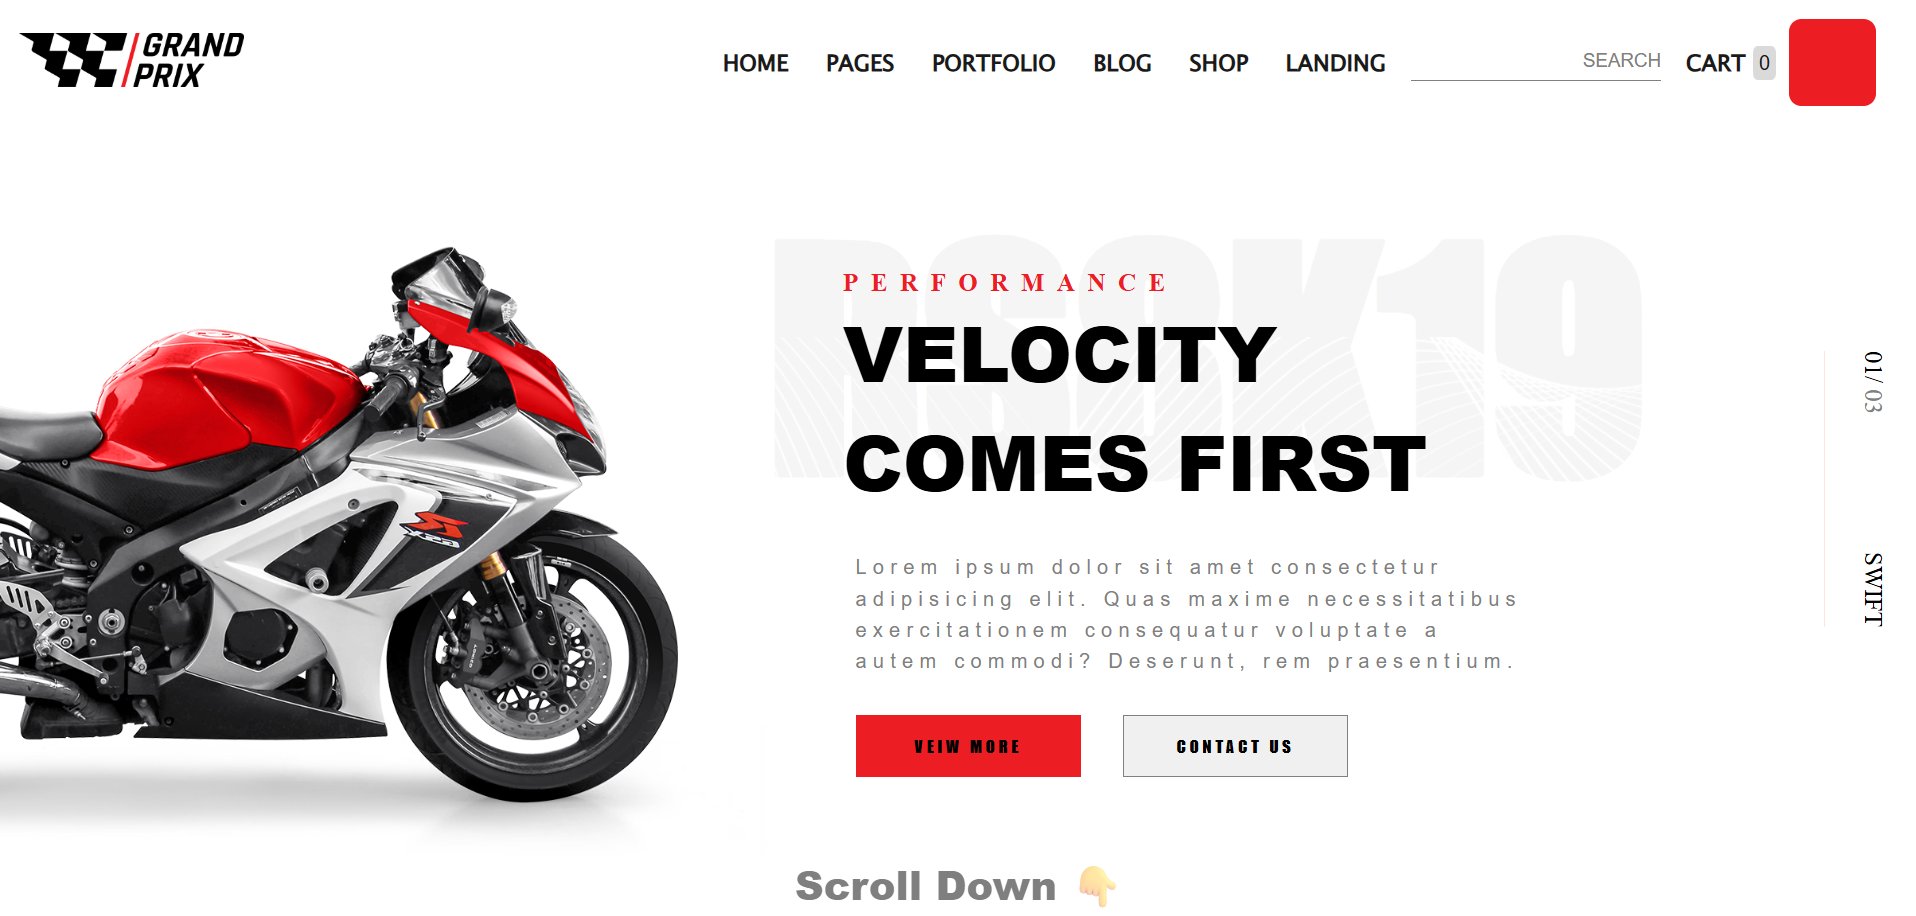 GRAND
PRIX
HOME PAGES PORTFOLIO BLOG SHOP LANDING SEARCH CART 0
RS9K19
PERFORMANCE
VELOCITY
COMES FIRST
01/ 03
SWIFT
Lorem ipsum dolor sit amet consectetur
adipisicing elit. Quas maxime necessitatibus
exercitationem consequatur voluptate a
autem commodi? Deserunt, rem praesentium.
VEIW MORE CONTACT US
Scroll Down 👇